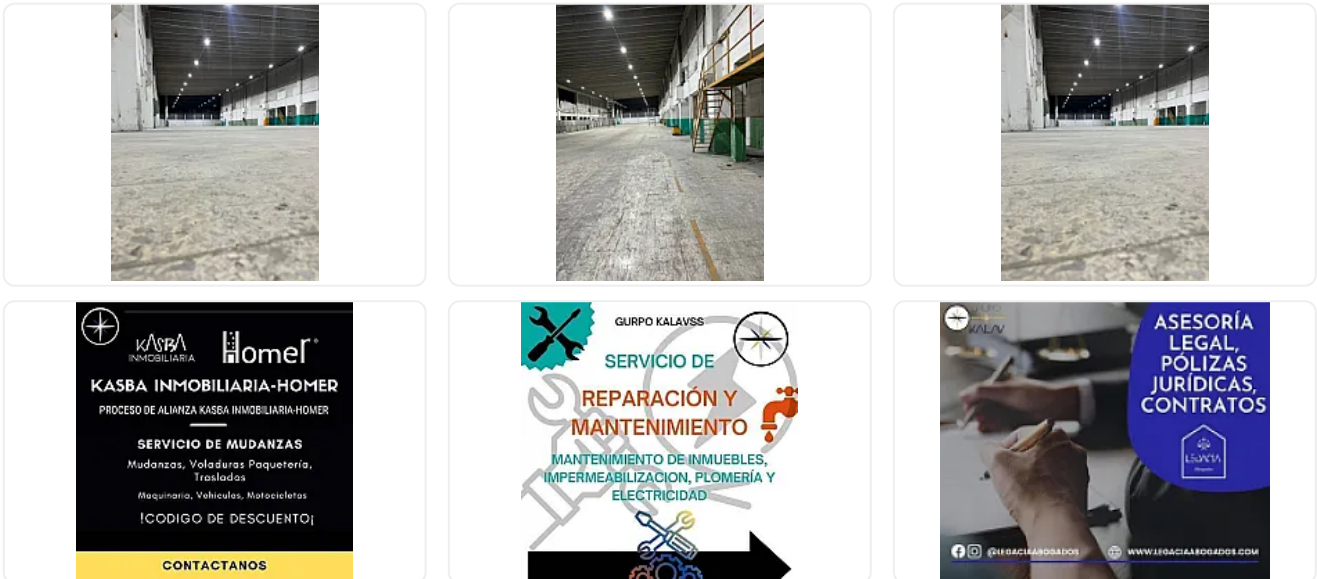 KASBA
INMOBILIARIA
Homer
KASBA INMOBILIARIA-HOMER
PROCESO DE ALIANZA KASBA INMOBILIARIA-HOMER
SERVICIO DE MUDANZAS
Mudanzas, Voladuras Paquetería,
Traslados
Maquinaria, Vehiculos, Motocicletas
!CODIGO DE DESCUENTO¡
CONTACTANOS
GURPO KALAVSS
SERVICIO DE
REPARACIÓN Y
MANTENIMIENTO
MANTENIMIENTO DE INMUEBLES,
IMPERMEABILIZACION, PLOMERÍA Y
ELECTRICIDAD
KALAV
ASESORÍA
LEGAL,
PÓLIZAS
JURÍDICAS,
CONTRATOS
LEGACIA
@LEGACIAABOGADOS
WWW.LEGACIAABOGADOS.COM